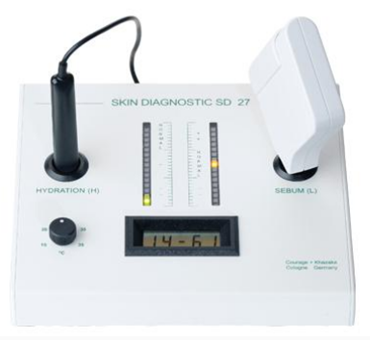 SKIN DIAGNOSTIC SD 27
HYDRATION (H)
SEBUM (L)
14-61
°C
Courage + Khazaka
Cologne Germany